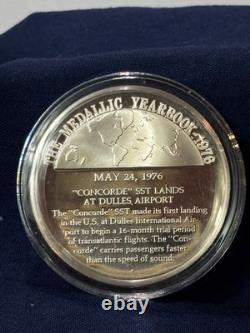 THE MEDALLIC YEARBOOK·1976
MAY 24, 1976
"CONCORDE" SST LANDS
AT DULLES AIRPORT
The "Concorde" SST made its first landing
in the U.S. at Dulles International Air-
port to begin a 16-month trial period
of transatlantic flights. The "Con-
corde" carries passengers faster
than the speed of sound.
ebay